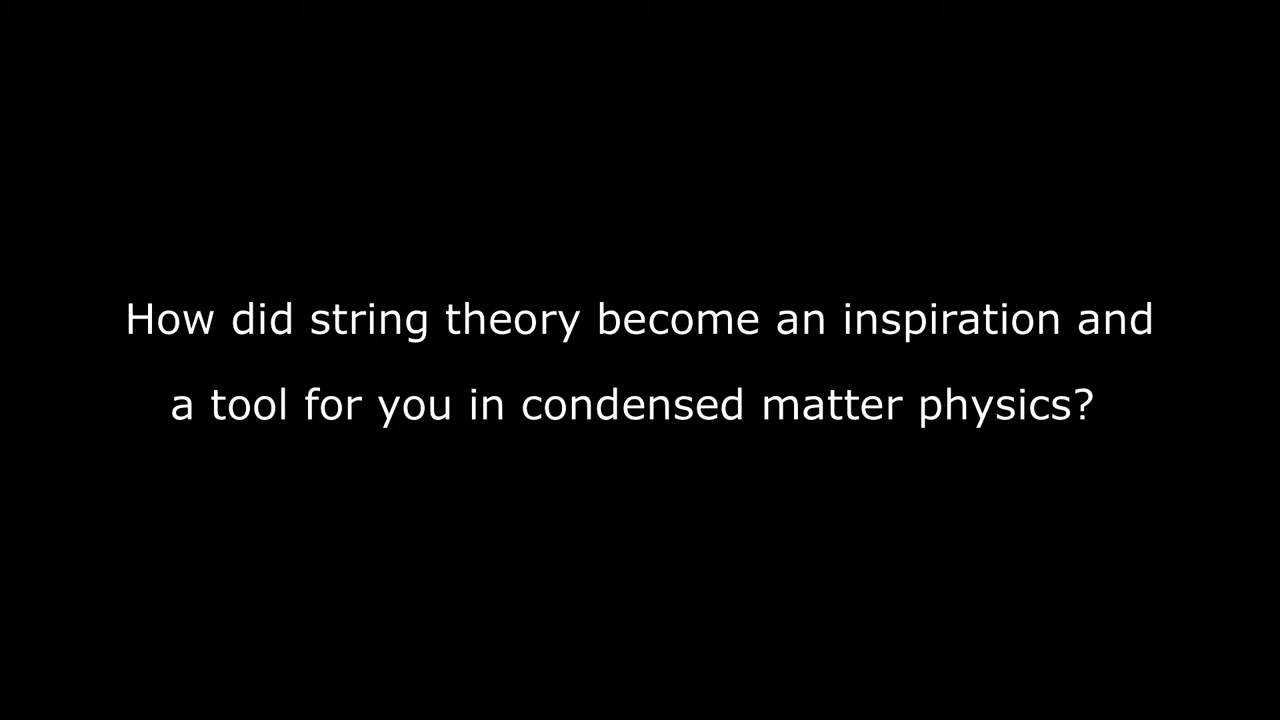 How did string theory become an inspiration and
a tool for you in condensed matter physics?